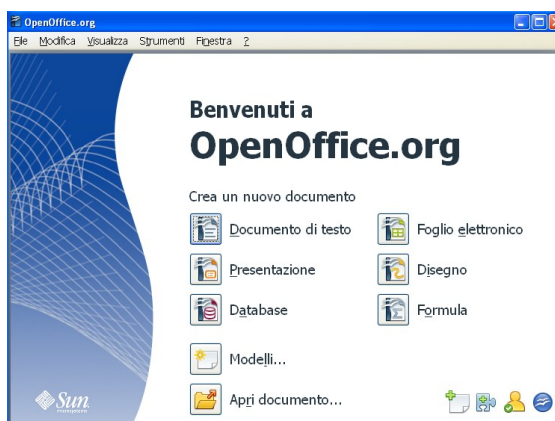 OpenOffice.org
File Modifica Visualizza Strumenti Finestra ?
Benvenuti a
OpenOffice.org
Crea un nuovo documento
Documento di testo Foglio elettronico
Presentazione Disegno
Database Formula
Modelli...
Apri documento...
Sun